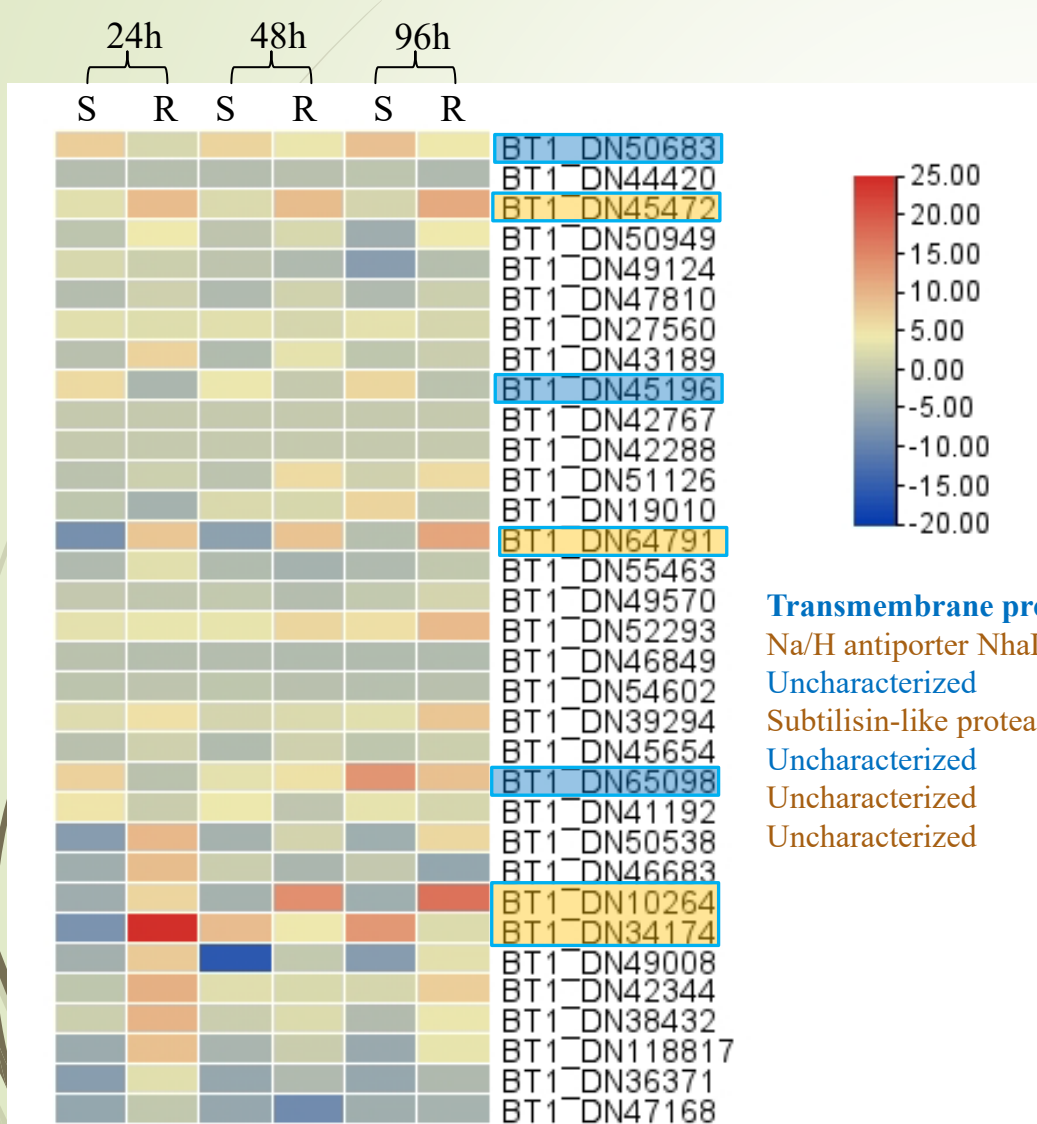 24h 48h 96h
S R S R S R
BT1_DN50683
BT1_DN44420
BT1_DN45472
BT1_DN50949
BT1_DN49124
BT1_DN47810
BT1_DN27560
BT1_DN43189
BT1_DN45196
BT1_DN42767
BT1_DN42288
BT1_DN51126
BT1_DN19010
BT1_DN64791
BT1_DN55463
BT1_DN49570
BT1_DN52293
BT1_DN46849
BT1_DN54602
BT1_DN39294
BT1_DN45654
BT1_DN65098
BT1_DN41192
BT1_DN50538
BT1_DN46683
BT1_DN10264
BT1_DN34174
BT1_DN49008
BT1_DN42344
BT1_DN38432
BT1_DN118817
BT1_DN36371
BT1_DN47168
25.00
20.00
15.00
10.00
5.00
0.00
-5.00
-10.00
-15.00
-20.00
Transmembrane
Na/H antiporter
Uncharacterized
Subtilisin-like
Uncharacterized
Uncharacterized
Uncharacterized